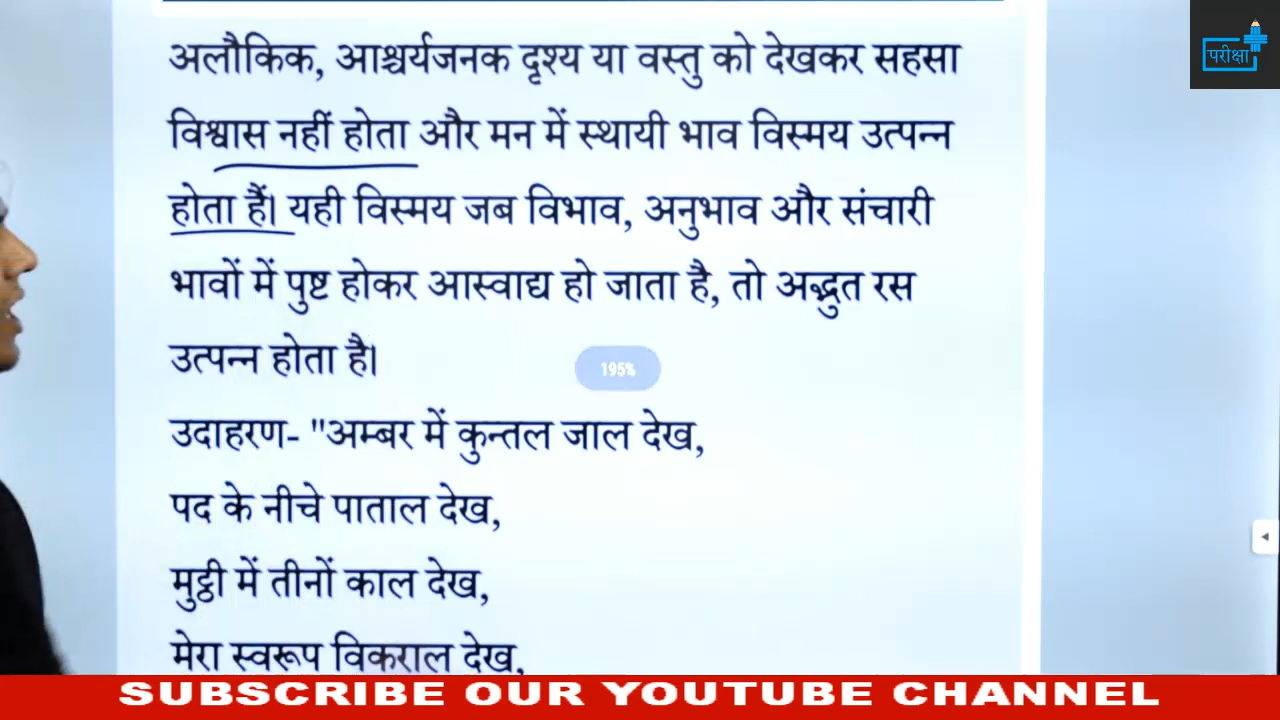 परीक्षा
अलौकिक, आश्चर्यजनक दृश्य या वस्तु को देखकर सहसा
विश्वास नहीं होता और मन में स्थायी भाव विस्मय उत्पन्न
होता हैं। यही विस्मय जब विभाव, अनुभाव और संचारी
भावों में पुष्ट होकर आस्वाद्य हो जाता है, तो अद्भुत रस
उत्पन्न होता है।
195%
उदाहरण- "अम्बर में कुन्तल जाल देख,
पद के नीचे पाताल देख,
मुट्ठी में तीनों काल देख,
मेरा स्वरूप विकराल देख,
SUBSCRIBE OUR YOUTUBE CHANNEL